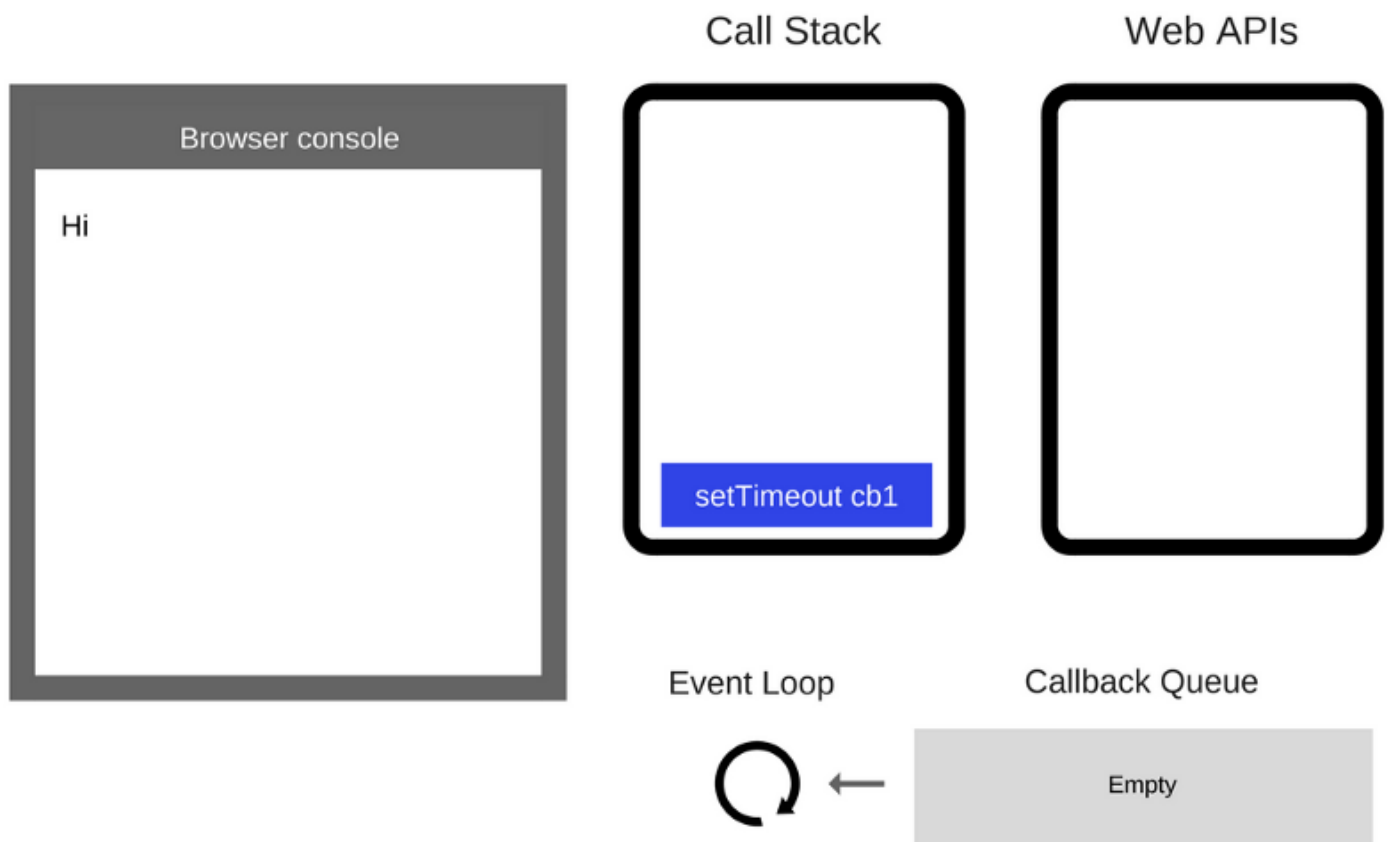 Call Stack
Web APIs
Browser console
Hi
setTimeout cb1
Event Loop
Callback Queue
Empty